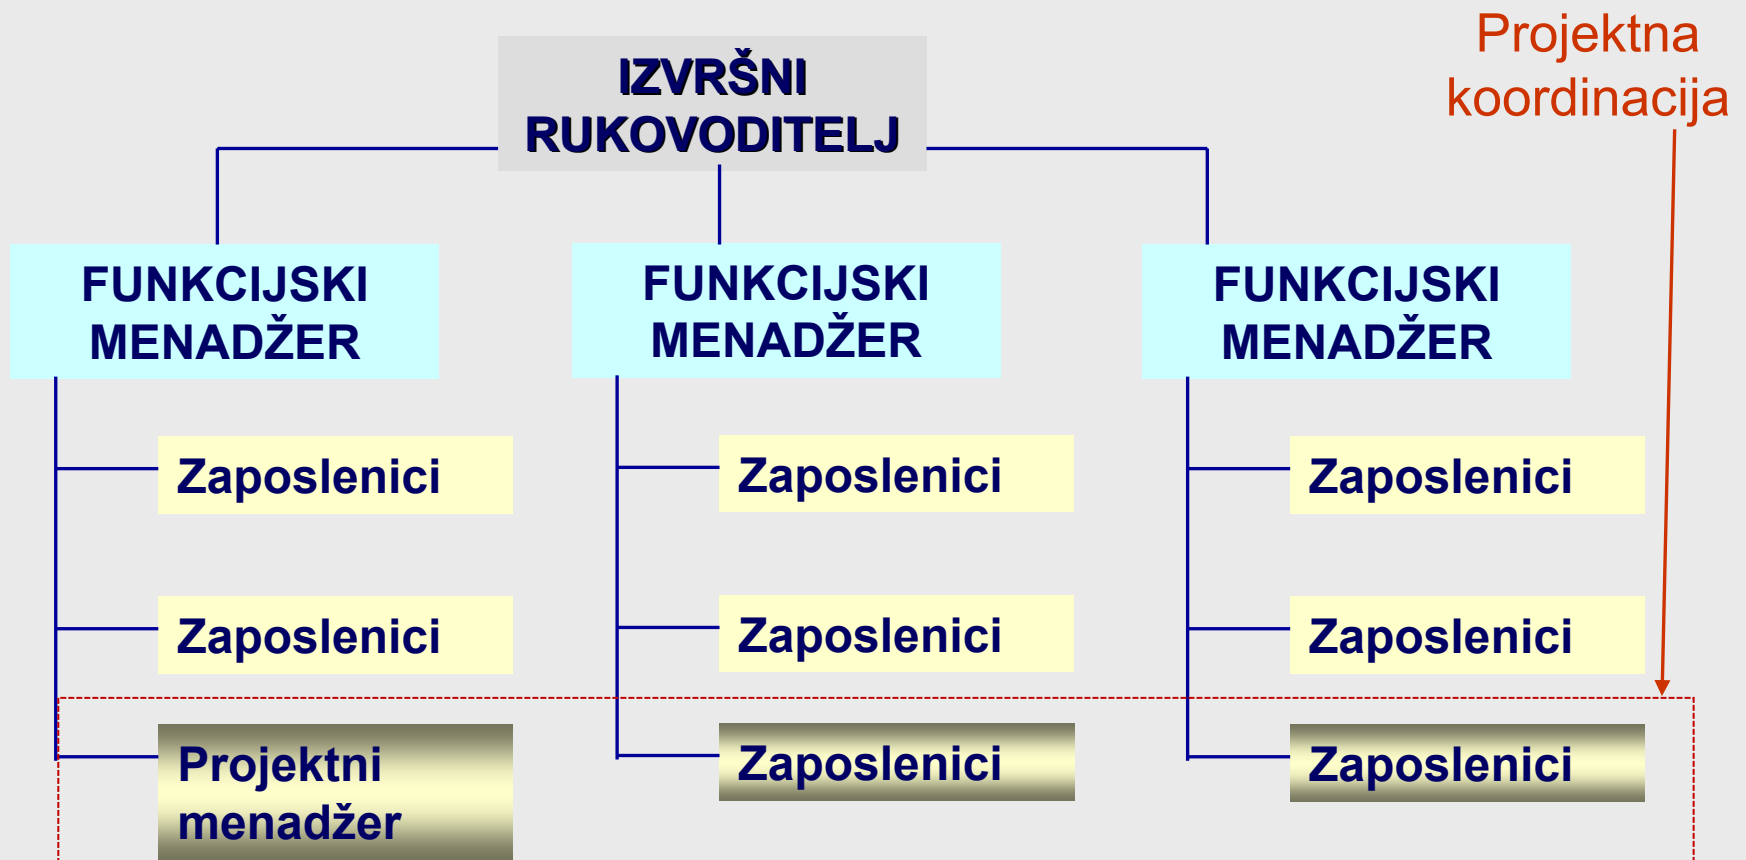 Projektna
koordinacija
IZVRŠNI
RUKOVODITELJ
FUNKCIJSKI
MENADŽER
FUNKCIJSKI
MENADŽER
FUNKCIJSKI
MENADŽER
Zaposlenici
Zaposlenici
Zaposlenici
Zaposlenici
Zaposlenici
Zaposlenici
Projektni
menadžer
Zaposlenici
Zaposlenici